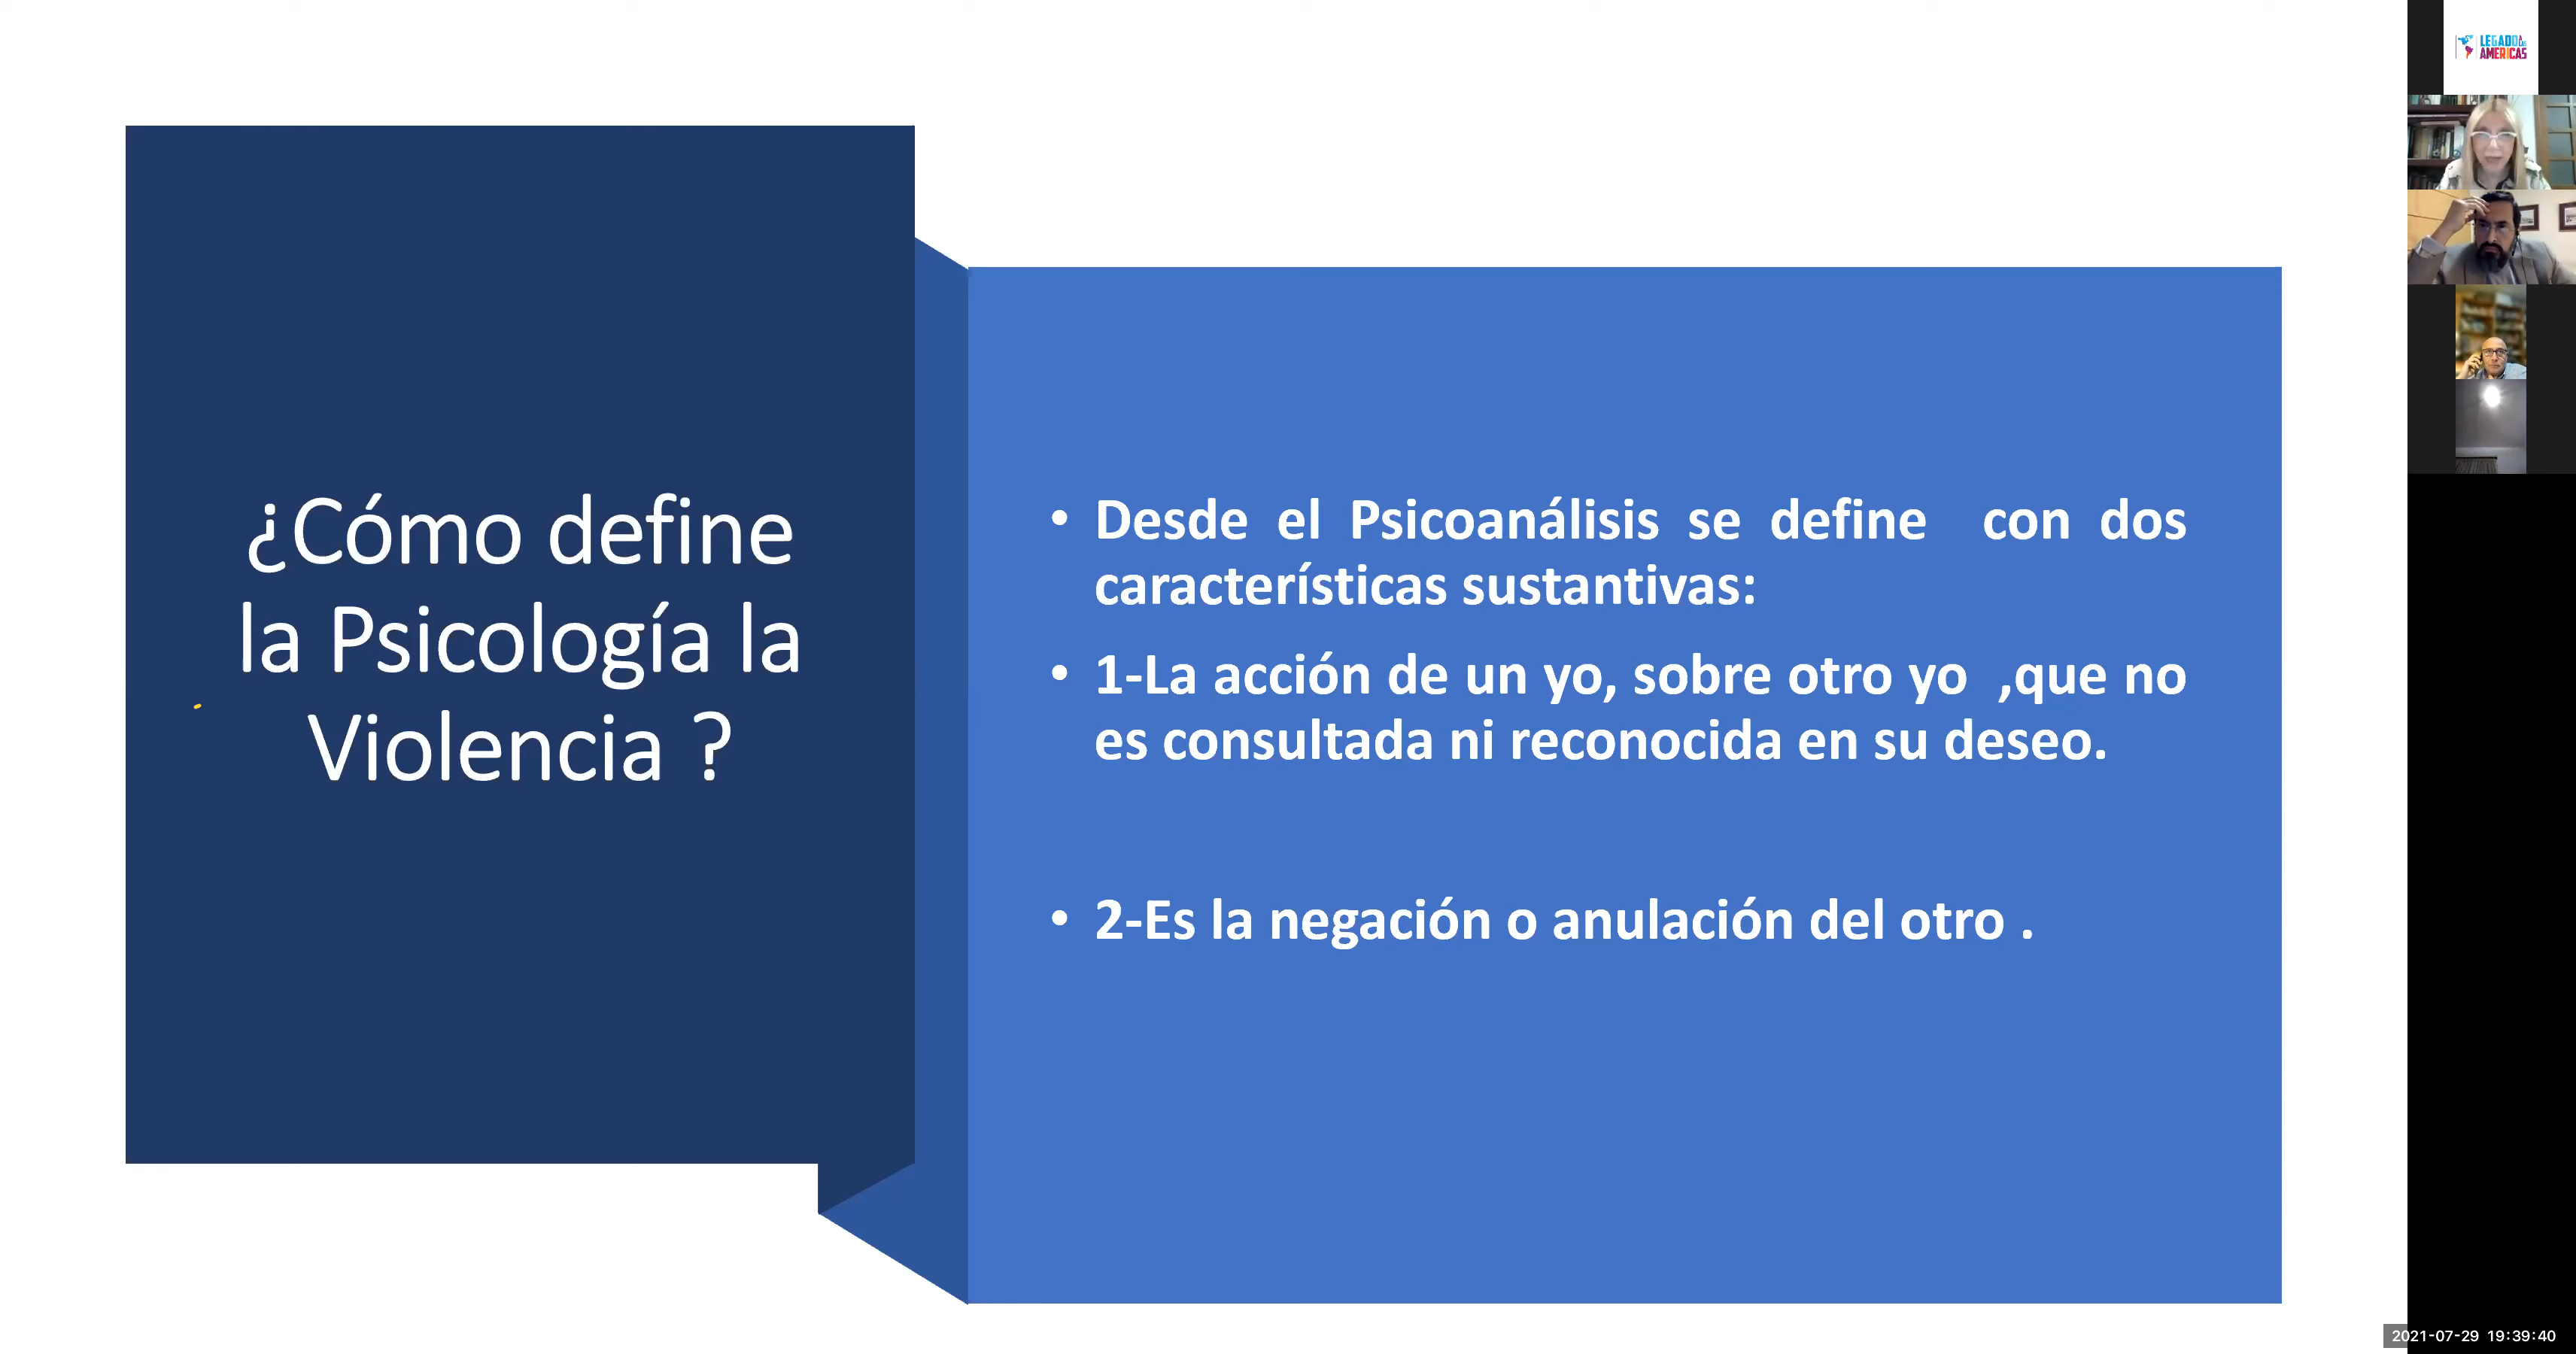 ¿Cómo define
la Psicología la
Violencia ?
• Desde el Psicoanálisis se define con dos
características sustantivas:
• 1-La acción de un yo, sobre otro yo ,que no
es consultada ni reconocida en su deseo.
• 2-Es la negación o anulación del otro .
LEGADO A LAS
AMERICAS
2021-07-29 19:39:40